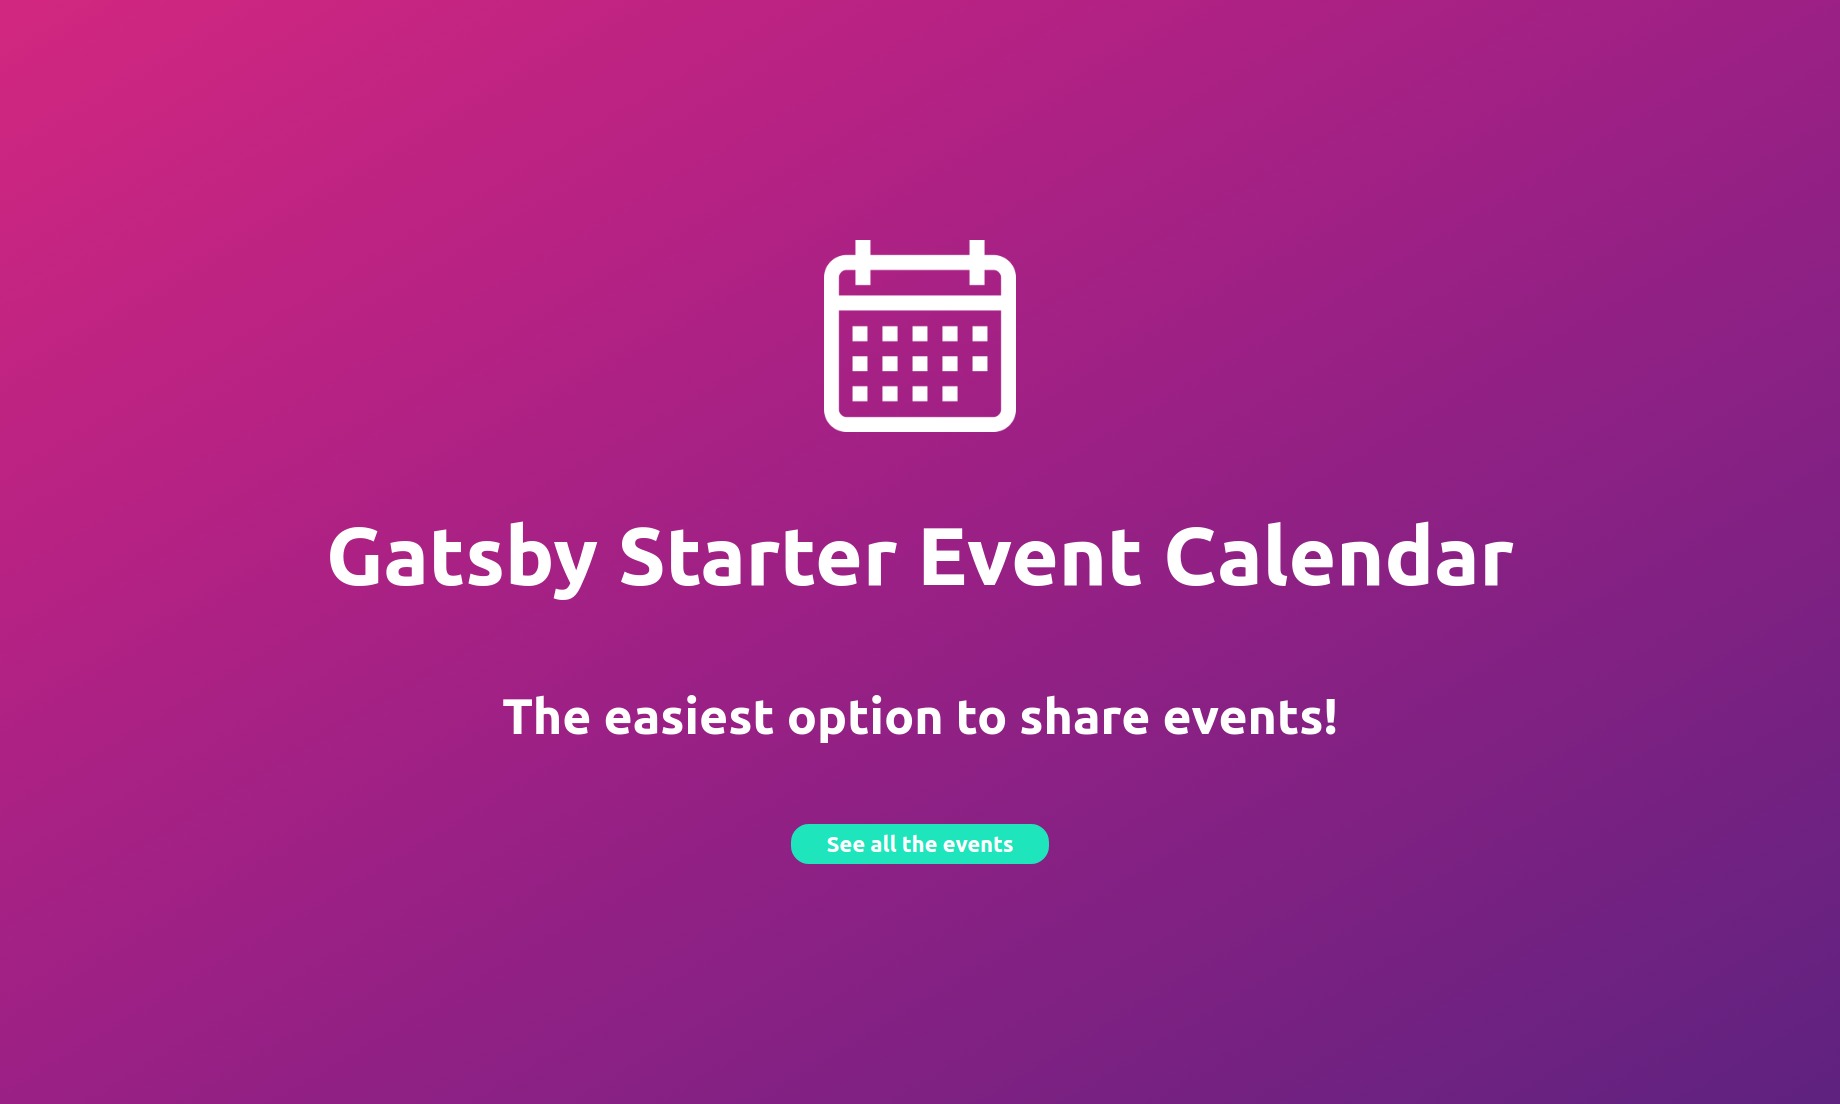 Gatsby Starter Event Calendar
The easiest option to share events!
See all the events